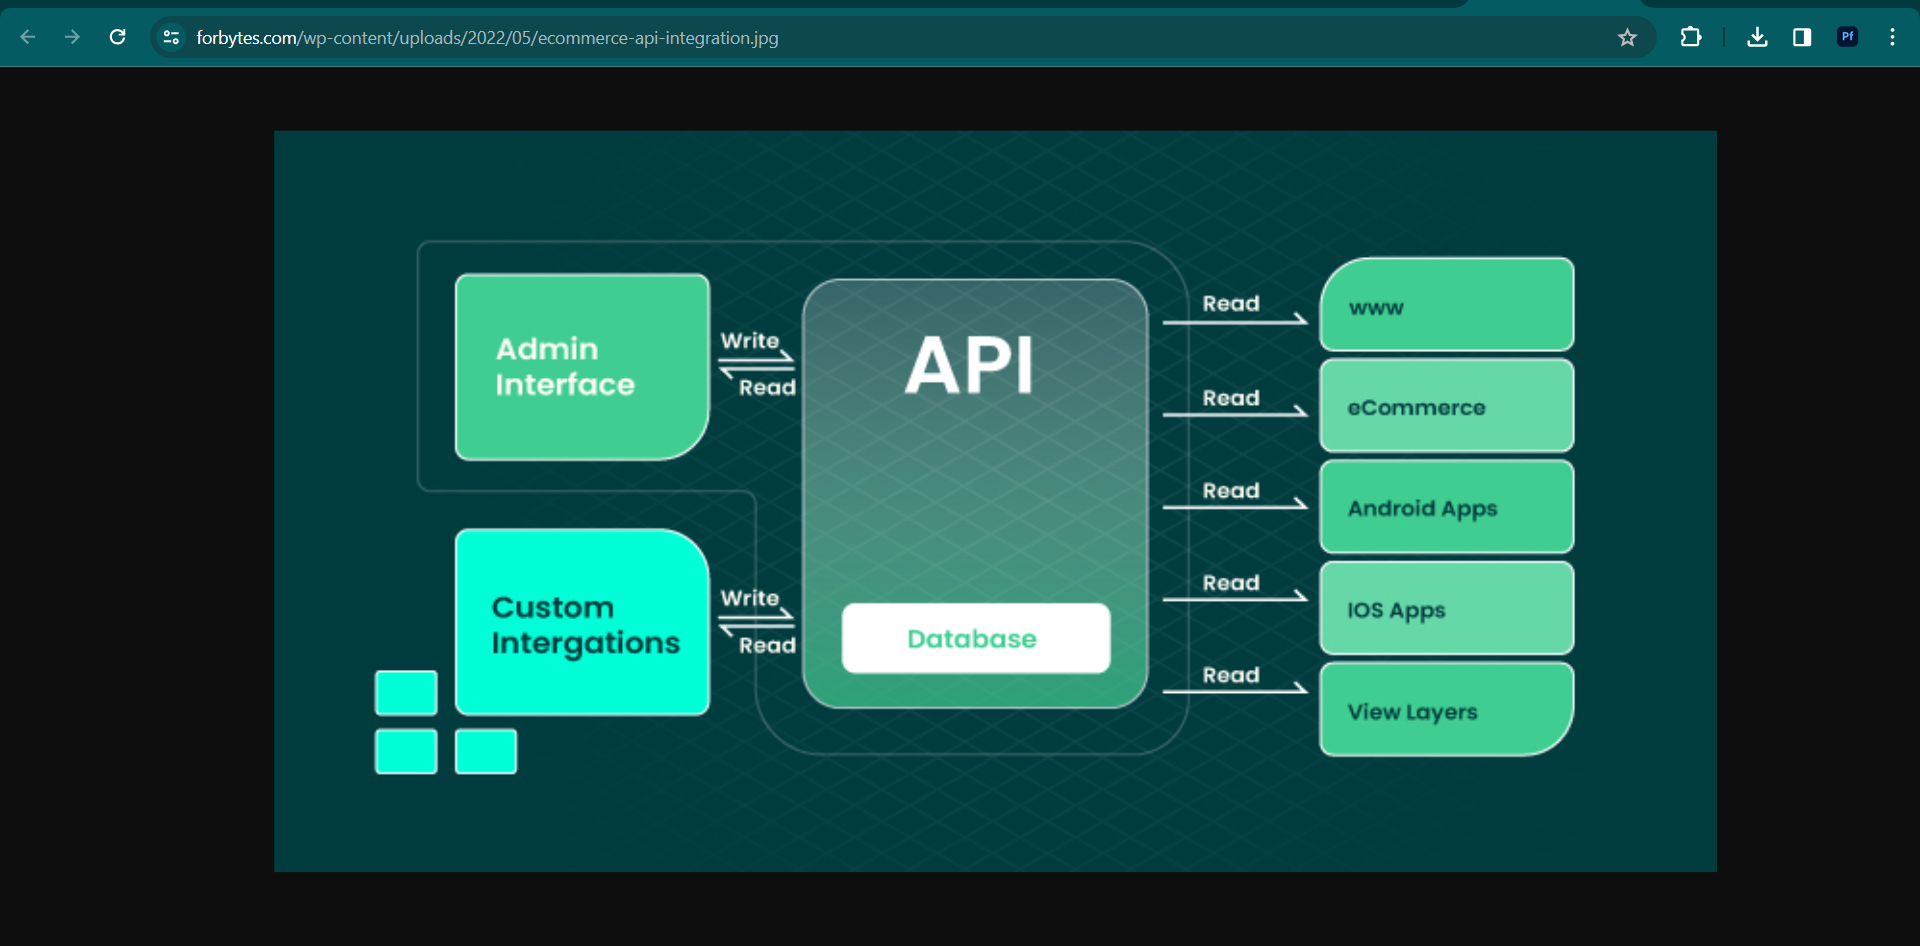 forbytes.com/wp-content/uploads/2022/05/ecommerce-api-integration.jpg
Pf
Admin
Interface
Write
Read
Custom
Intergations
Write
Read
API
Database
Read
www
Read
eCommerce
Read
Android Apps
Read
IOS Apps
Read
View Layers